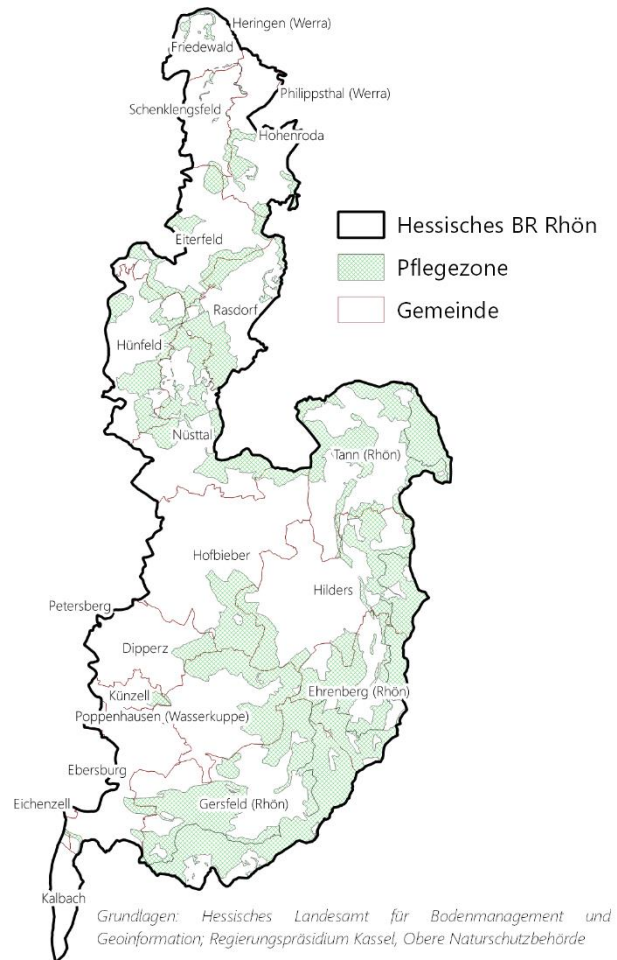 Heringen (Werra)
Friedewald
Philippsthal (Werra)
Schenklengsfeld
Hohenroda
Hessisches BR Rhön
Eiterfeld
Pflegezone
Rasdorf
Gemeinde
Hünfeld
Nüsttal
Tann (Rhön)
Hofbieber
Hilders
Petersberg
Dipperz
Künzell
Ehrenberg (Rhön)
Poppenhausen (Wasserkuppe)
Ebersburg
Eichenzell
Gersfeld (Rhön)
Kalbach
Grundlagen: Hessisches Landesamt für Bodenmanagement und
Geoinformation; Regierungspräsidium Kassel, Obere Naturschutzbehörde